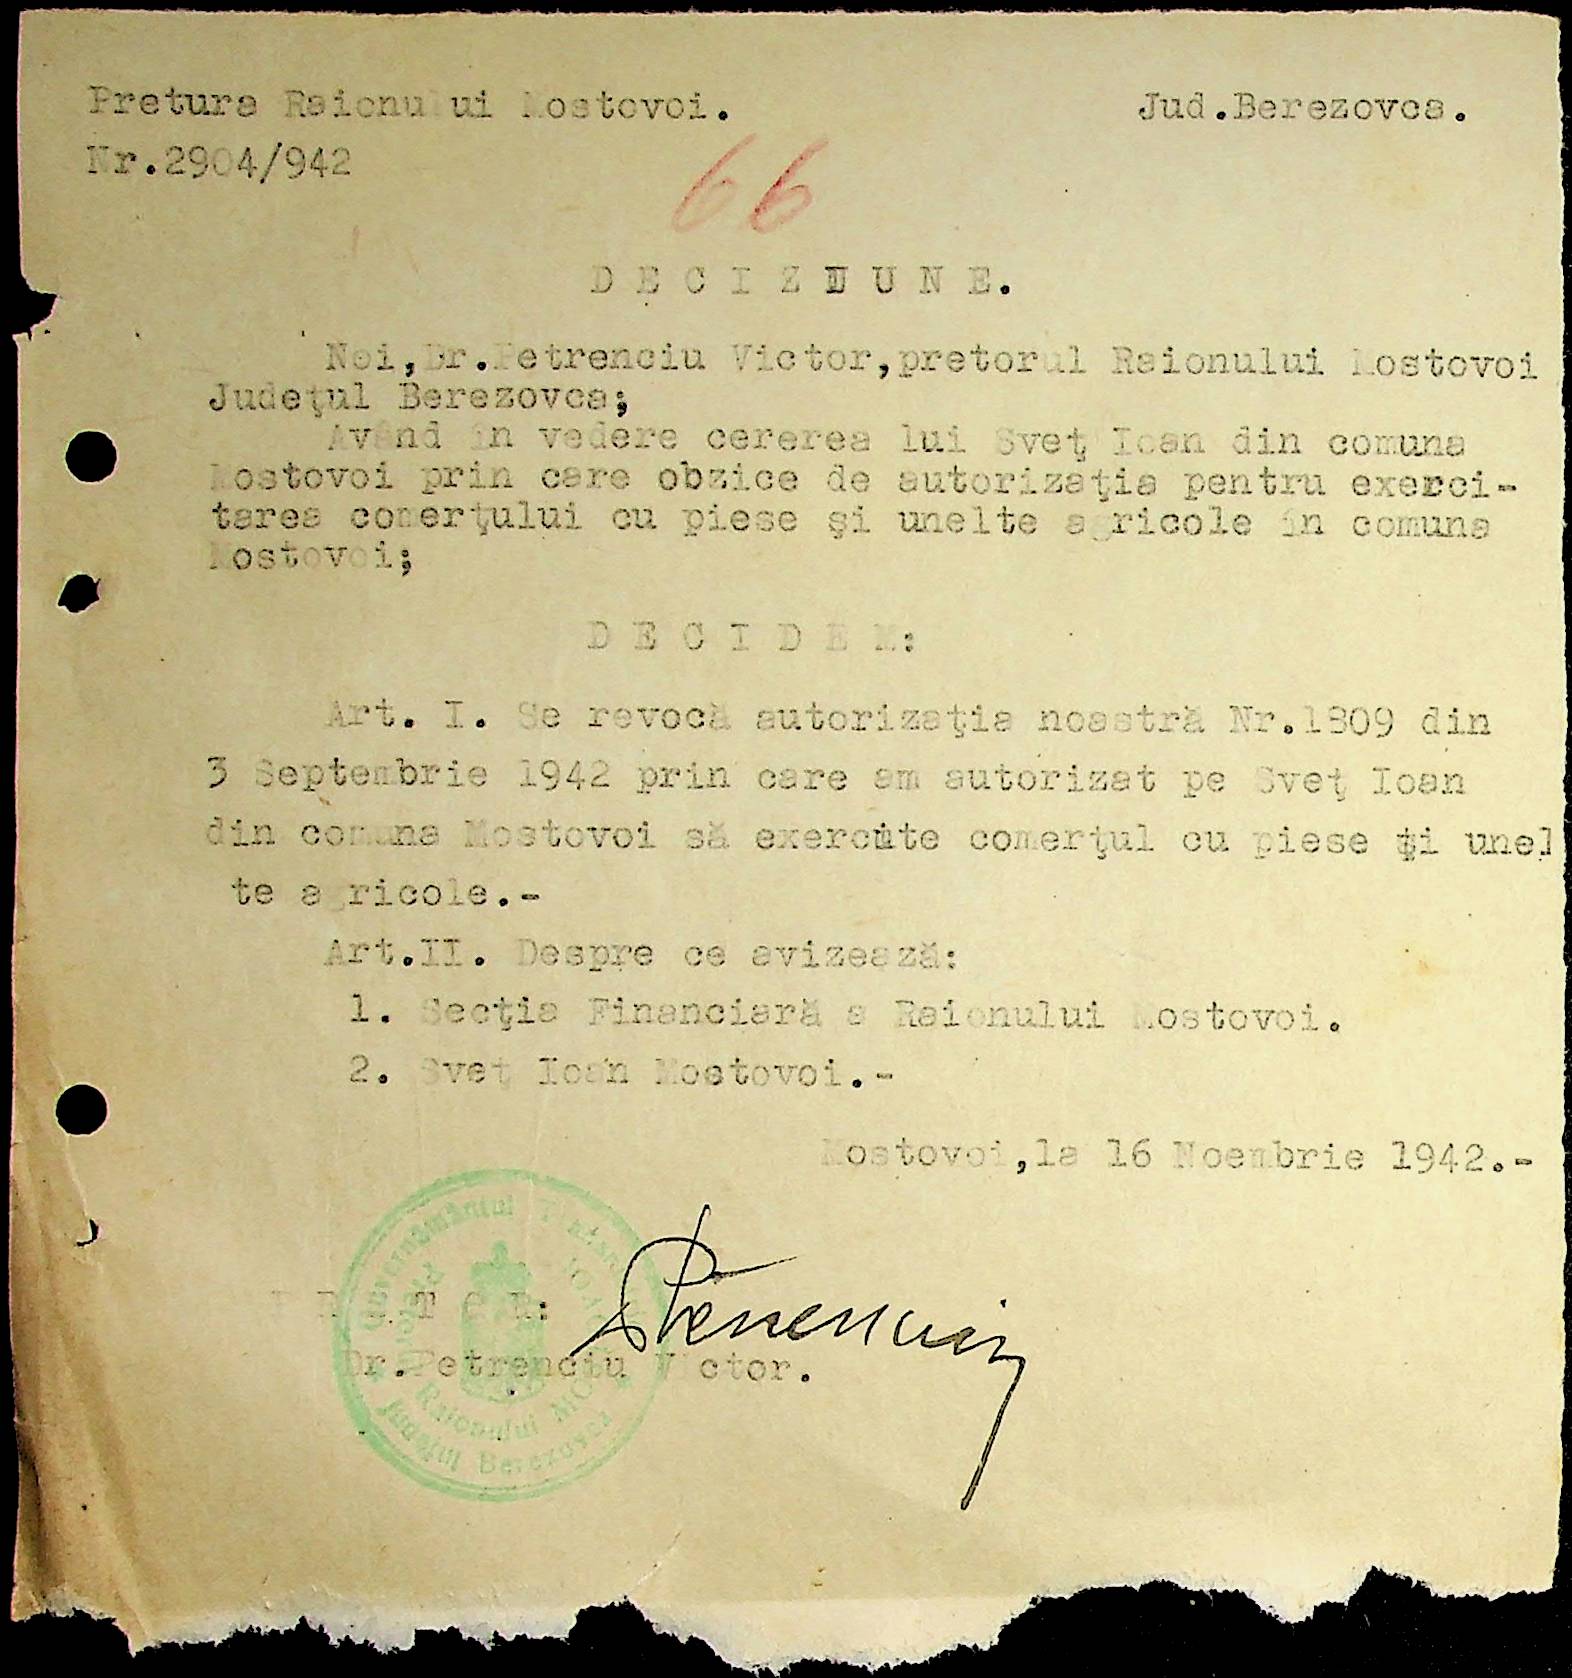 Pretura Raionului Mostovoi. Jud.Berezovca.
Nr.2904/942
66
D E C I Z I U N E.
Noi,Dr.Petrenciu Victor,pretorul Raionului Mostovoi
Judeţul Berezovca;
Având în vedere cererea lui Sveţ Ioan din comuna
Mostovoi prin care obzice de autorizaţia pentru exerci-
tarea comerţului cu piese şi unelte agricole în comuna
Mostovoi;
D E C I D E M:
Art. I. Se revocă autorizaţia noastră Nr.1809 din
3 Septembrie 1942 prin care am autorizat pe Sveţ Ioan
din comuna Mostovoi să exercite comerţul cu piese şi unel
te agricole.-
Art.II. Despre ce avizează:
1. Secţia Financiară a Raionului Mostovoi.
2. Sveţ Ioan Mostovoi.-
Mostovoi,la 16 Noembrie 1942.-
P R E T O R:
Dr.Petrenciu Victor.
Guvernământul
Pretura Raionului
Judeţul Berezovca